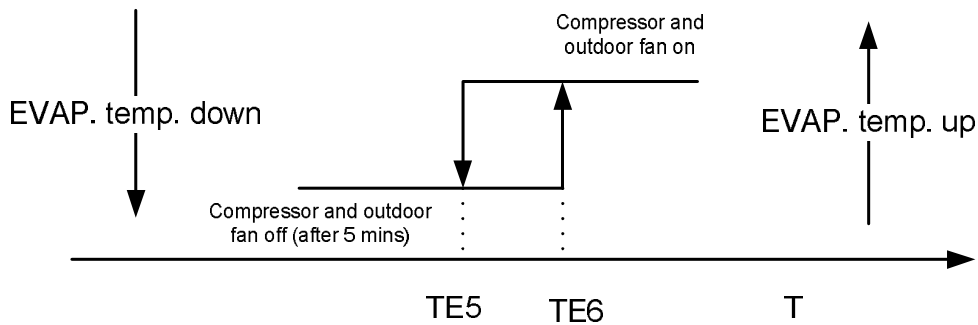 Compressor and
outdoor fan on
EVAP. temp. down
EVAP. temp. up
Compressor and outdoor
fan off (after 5 mins)
TE5
TE6
T